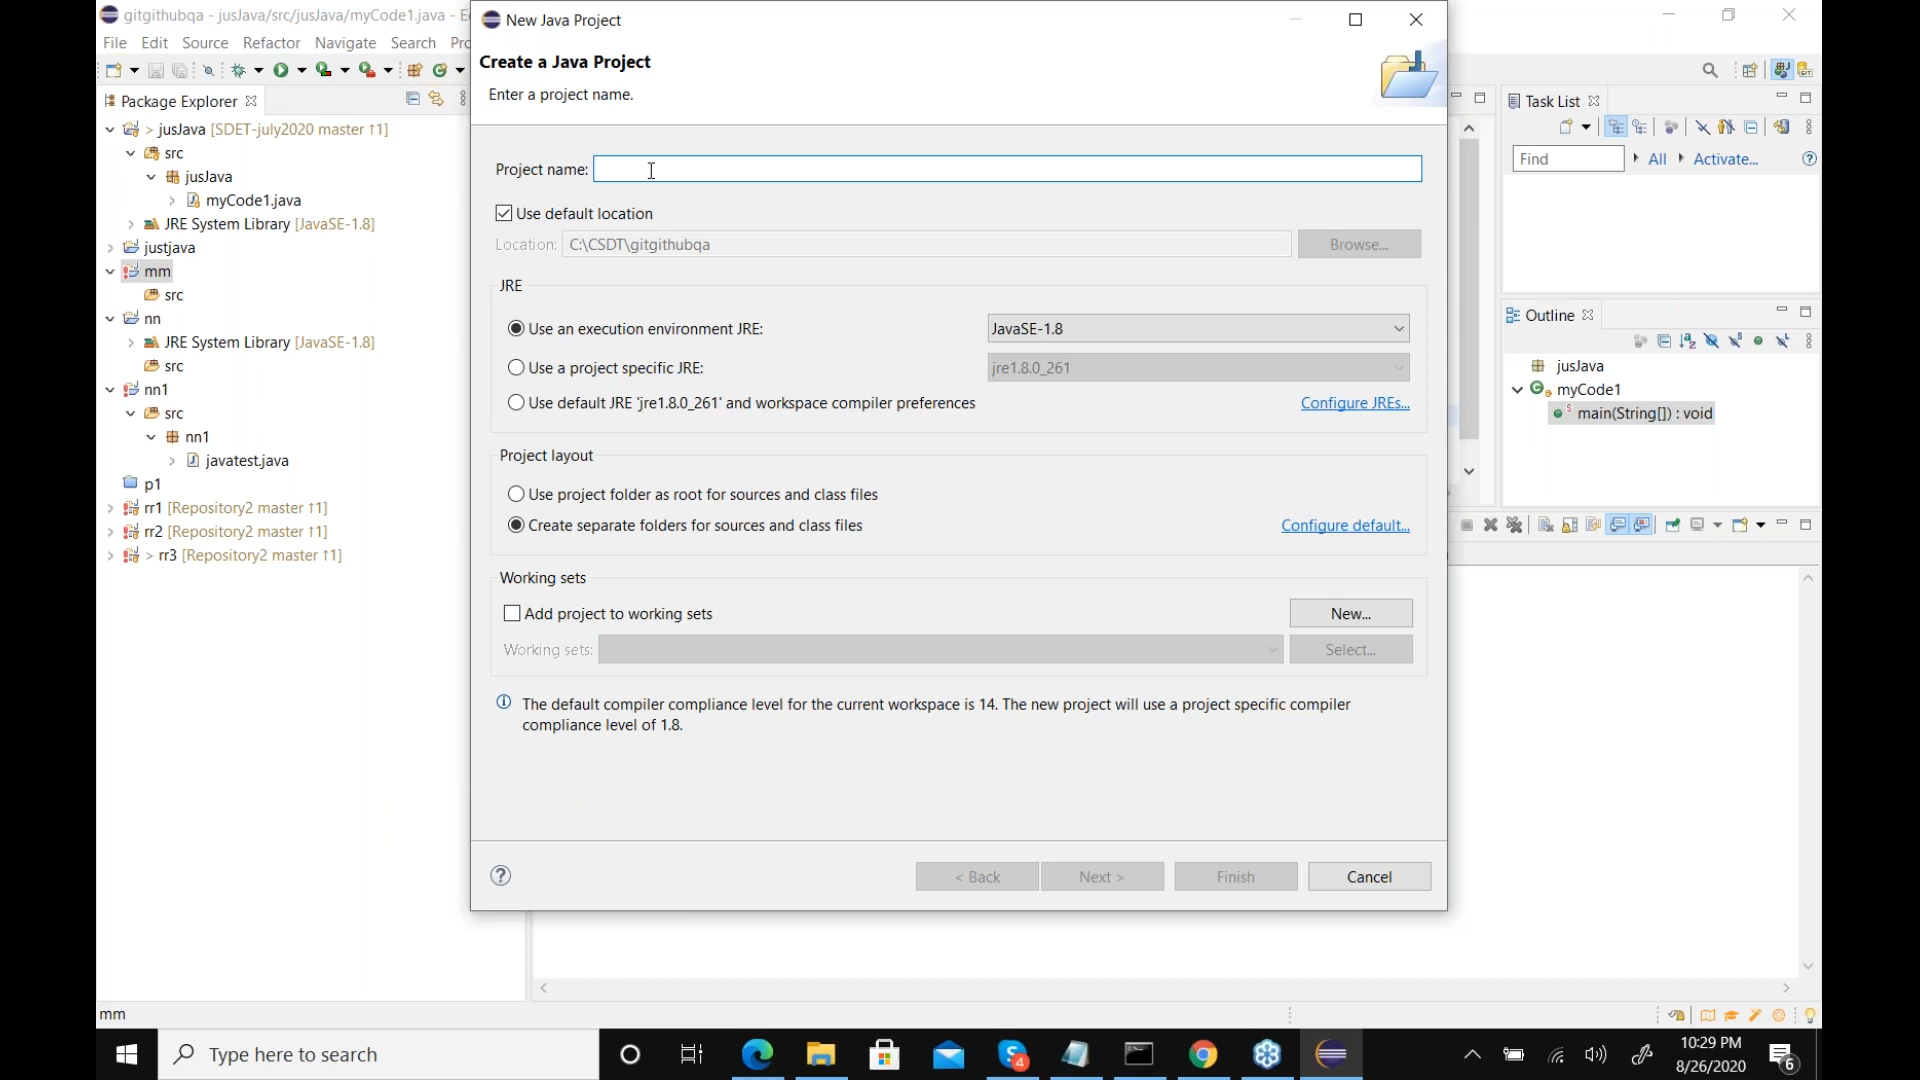 gitgithubqa - jusJava/src/jusJava/myCode1.java - E
New Java Project
File Edit Source Refactor Navigate Search Pro
Create a Java Project
Enter a project name.
Package Explorer
> jusJava [SDET-july2020 master ↑1]
src
jusJava
myCode1.java
JRE System Library [JavaSE-1.8]
justjava
mm
src
nn
JRE System Library [JavaSE-1.8]
src
nn1
src
nn1
javatest.java
p1
rr1 [Repository2 master ↑1]
rr2 [Repository2 master ↑1]
> rr3 [Repository2 master ↑1]
Project name:
Use default location
Location: C:\CSDT\gitgithubqa Browse...
JRE
Use an execution environment JRE: JavaSE-1.8
Use a project specific JRE: jre1.8.0_261
Use default JRE 'jre1.8.0_261' and workspace compiler preferences Configure JREs...
Project layout
Use project folder as root for sources and class files
Create separate folders for sources and class files Configure default...
Working sets
Add project to working sets New...
Working sets: Select...
The default compiler compliance level for the current workspace is 14. The new project will use a project specific compiler
compliance level of 1.8.
< Back Next > Finish Cancel
Task List
Find All Activate...
Outline
jusJava
myCode1
main(String[]) : void
mm
Type here to search
4
10:29 PM
8/26/2020
6